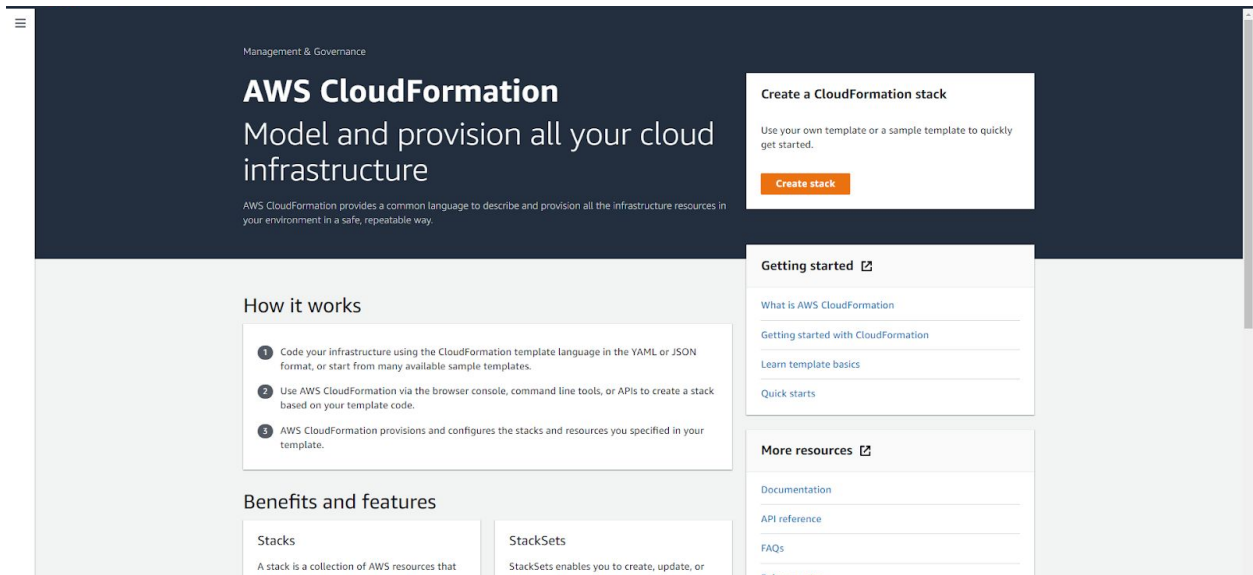 Management & Governance
AWS CloudFormation
Model and provision all your cloud
infrastructure
AWS CloudFormation provides a common language to describe and provision all the infrastructure resources in
your environment in a safe, repeatable way.
Create a CloudFormation stack
Use your own template or a sample template to quickly
get started.
Create stack
How it works
1 Code your infrastructure using the CloudFormation template language in the YAML or JSON
format, or start from many available sample
templates.
2 Use AWS CloudFormation via the browser console, command line tools, or APIs to create a stack
based on your template code.
3 AWS CloudFormation provisions and configures the stacks and resources you specified in your
template.
Benefits and features
Stacks
A stack is a collection of AWS resources that
StackSets
StackSets enables you to create, update, or
Getting started
What is AWS CloudFormation
Getting started with CloudFormation
Learn template basics
Quick starts
More resources
Documentation
API reference
FAQs